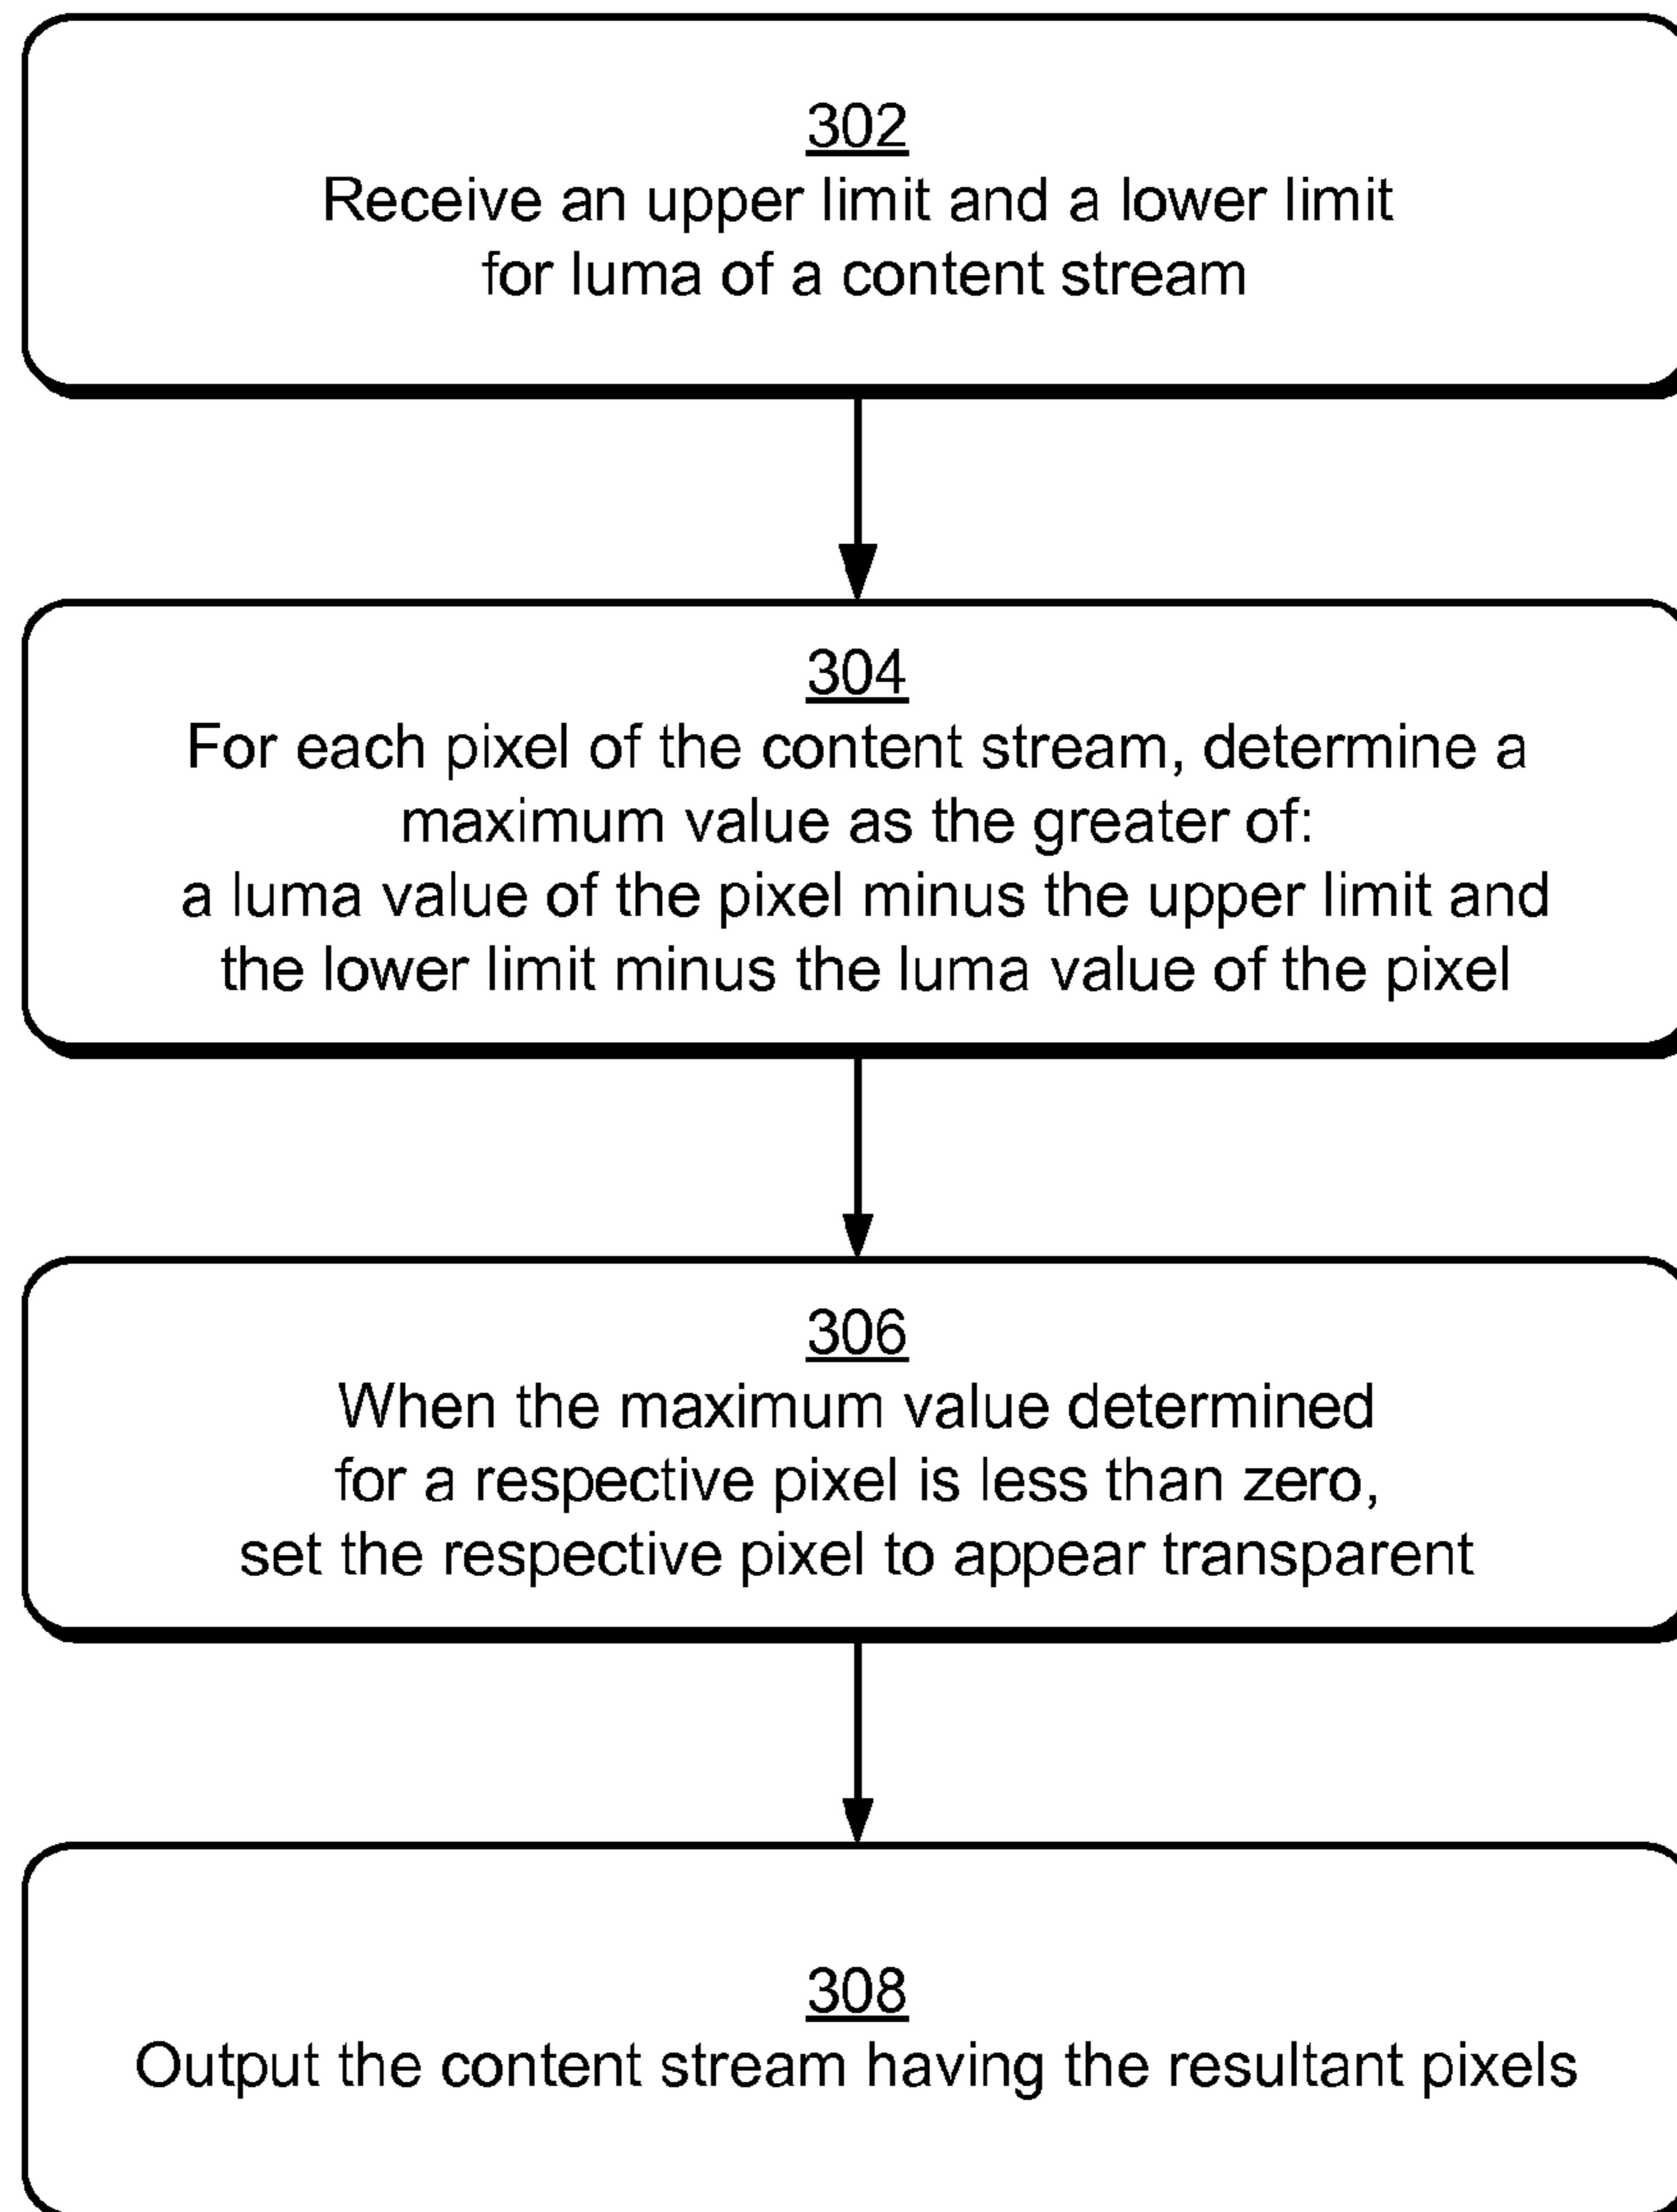 302
Receive an upper limit and a lower limit
for luma of a content stream
304
For each pixel of the content stream, determine a
maximum value as the greater of:
a luma value of the pixel minus the upper limit and
the lower limit minus the luma value of the pixel
306
When the maximum value determined
for a respective pixel is less than zero,
set the respective pixel to appear transparent
308
Output the content stream having the resultant pixels